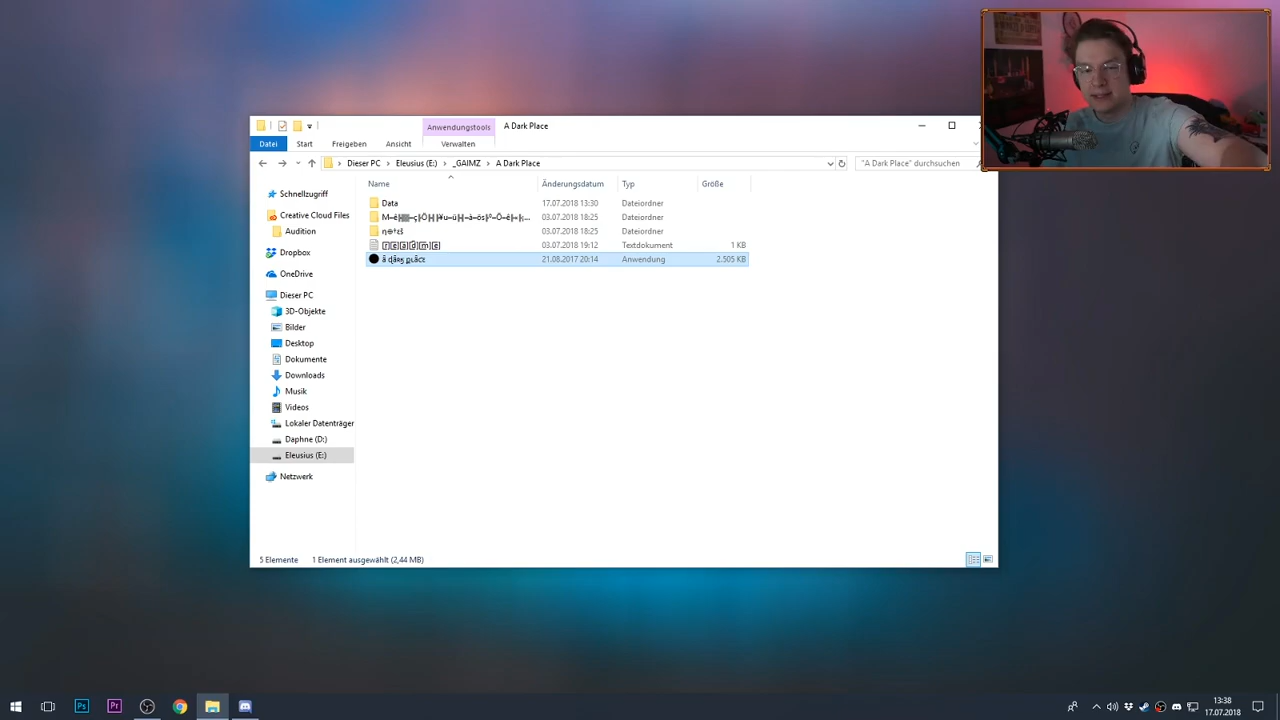 Anwendungstools
A Dark Place
Datei Start Freigeben Ansicht Verwalten
Dieser PC Eleusius (E:) _GAIMZ A Dark Place
"A Dark Place" durchsuchen
Name Änderungsdatum Typ Größe
Schnellzugriff
Creative Cloud Files
Audition
Dropbox
OneDrive
Dieser PC
3D-Objekte
Bilder
Desktop
Dokumente
Downloads
Musik
Videos
Lokaler Datenträger
Daphne (D:)
Eleusius (E:)
Netzwerk
Data 17.07.2018 13:30 Dateiordner
03.07.2018 18:25 Dateiordner
03.07.2018 18:25 Dateiordner
03.07.2018 19:12 Textdokument 1 KB
21.08.2017 20:14 Anwendung 2.505 KB
5 Elemente 1 Element ausgewählt (2,44 MB)
Ps Pr
13:38
17.07.2018